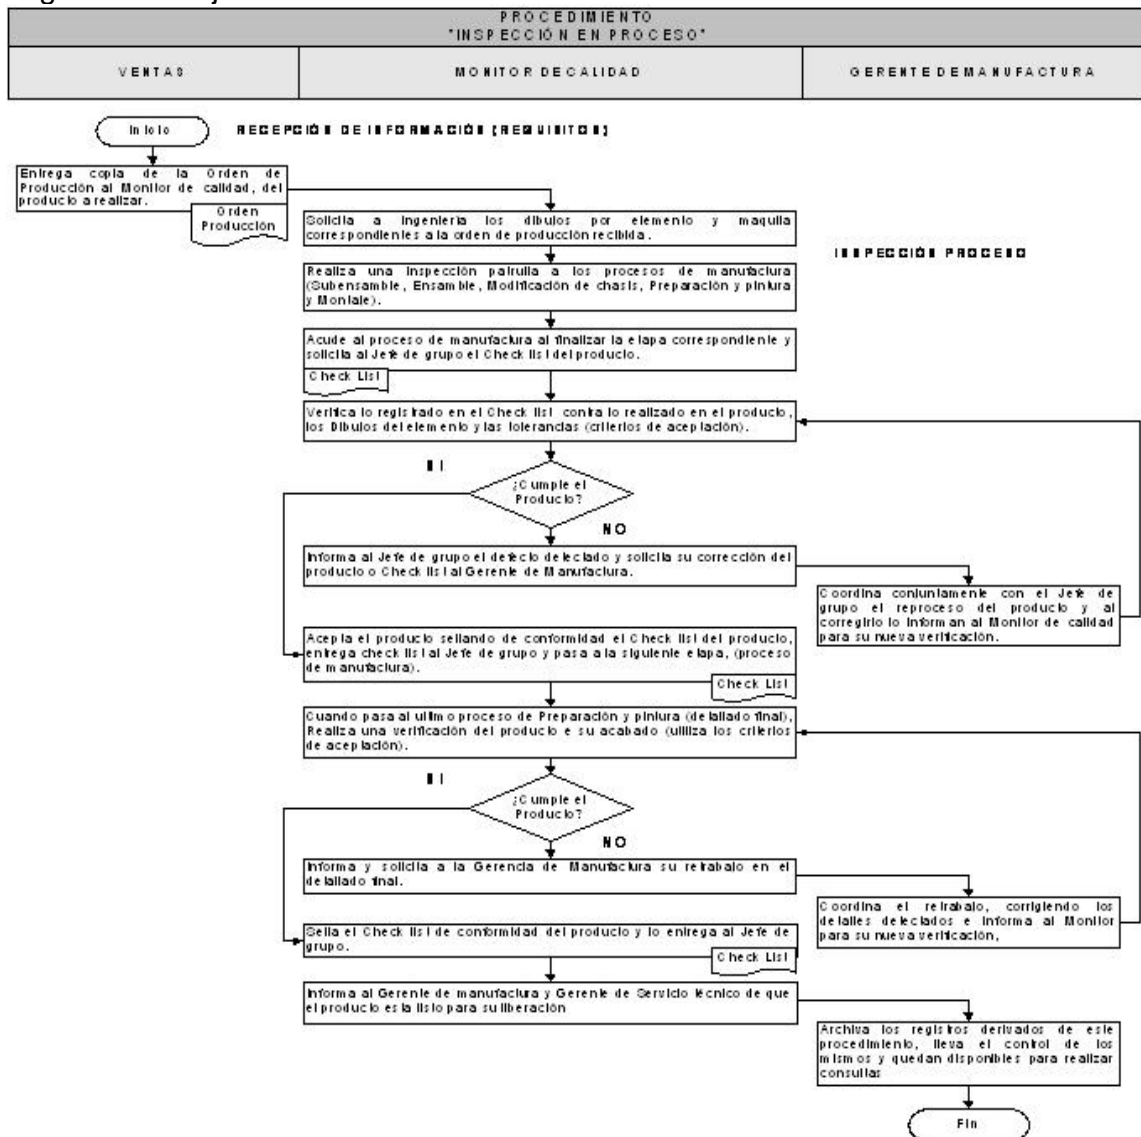 PROCEDIMIENTO
"INSPECCIÓN EN PROCESO"
VENTAS
MONITOR DE CALIDAD
GERENTE DE MANUFACTURA
Inicio
RECEPCIÓN DE INFORMACIÓN (REQUISITOS)
Entrega copia de la Orden de
Producción al Monitor de calidad, del
producto a realizar.
Orden
Producción
Solicita a Ingeniería los dibujos por elemento y maquila
correspondientes a la orden de producción recibida.
INSPECCIÓN PROCESO
Realiza una inspección patrulla a los procesos de manufactura
(Subensamble, Ensamble, Modificación de chasis, Preparación y pintura
y Montaje).
Acude al proceso de manufactura al finalizar la etapa correspondiente y
solicita al Jefe de grupo el Check list del producto.
Check List
Verifica lo registrado en el Check list contra lo realizado en el producto,
los Dibujos del elemento y las tolerancias (criterios de aceptación).
SI
¿Cumple el
Producto?
NO
Informa al Jefe de grupo el defecto detectado y solicita su corrección del
producto o Check list al Gerente de Manufactura.
Coordina conjuntamente con el Jefe de
grupo el reproceso del producto y al
corregirlo lo informan al Monitor de calidad
para su nueva verificación.
Acepta el producto sellando de conformidad el Check list del producto,
entrega check list al Jefe de grupo y pasa a la siguiente etapa, (proceso
de manufactura).
Check List
Cuando pasa al ultimo proceso de Preparación y pintura (detallado final),
Realiza una verificación del producto e su acabado (utiliza los criterios
de aceptación).
SI
¿Cumple el
Producto?
NO
Informa y solicita a la Gerencia de Manufactura su retrabajo en el
detallado final.
Coordina el retrabajo, corrigiendo los
detalles detectados e informa al Monitor
para su nueva verificación,
Sella el Check list de conformidad del producto y lo entrega al Jefe de
grupo.
Check List
Informa al Gerente de manufactura y Gerente de Servicio técnico de que
el producto esta listo para su liberación
Archiva los registros derivados de este
procedimiento, lleva el control de los
mismos y quedan disponibles para realizar
consultas
Fin